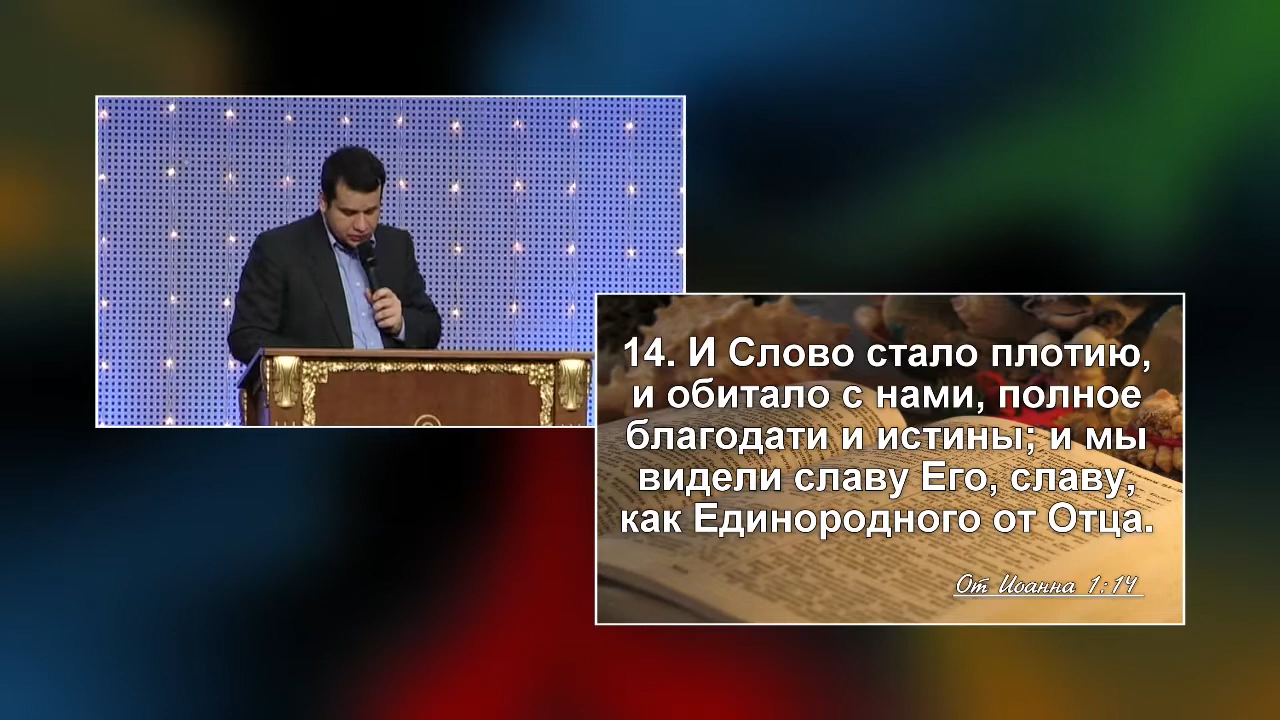 14. И Слово стало плотию,
и обитало с нами, полное
благодати и истины; и мы
видели славу Его, славу,
как Единородного от Отца.
От Иоанна 1:14